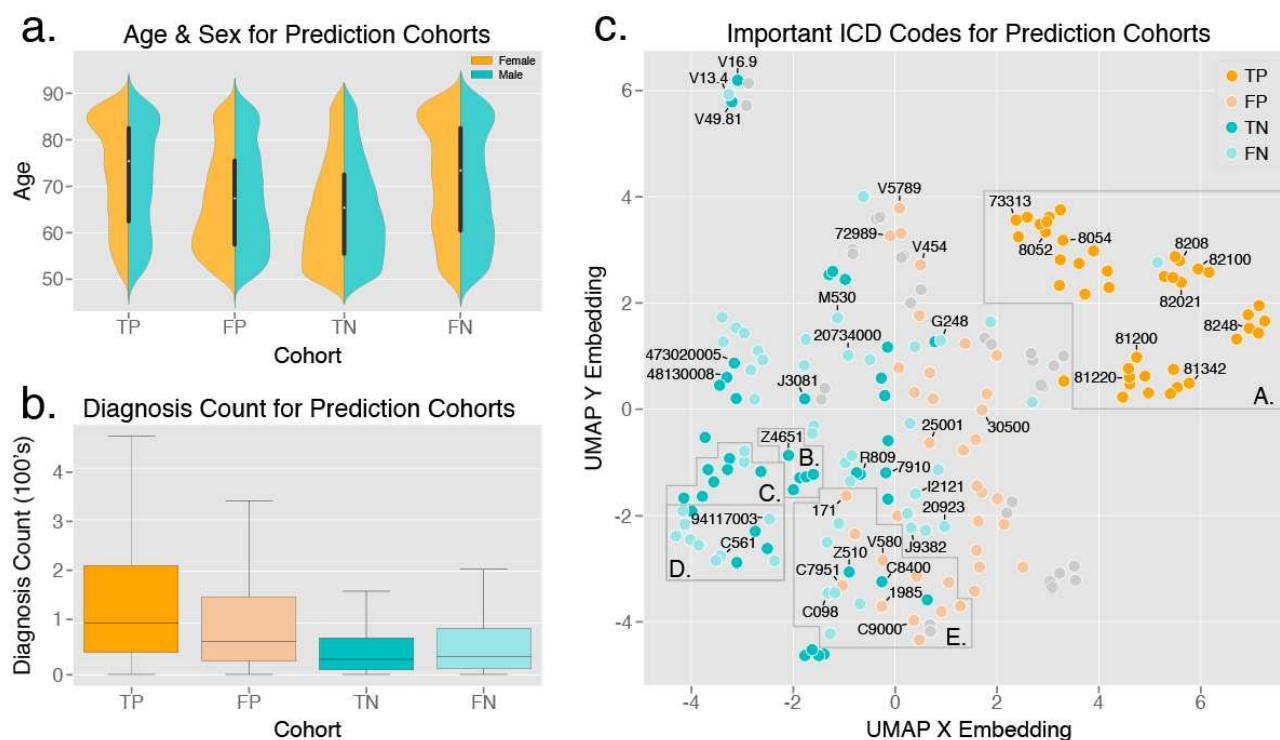 a.
Age & Sex for Prediction Cohorts
Female
Male
90
80
70
60
50
Age
TP
FP
TN
FN
Cohort
b.
Diagnosis Count for Prediction Cohorts
4
3
2
1
0
Diagnosis Count (100's)
TP
FP
TN
FN
Cohort
c.
Important ICD Codes for Prediction Cohorts
TP
FP
TN
FN
V16.9
V13.4
V49.81
V5789
72989
V454
73313
8052
8054
8208
82100
82021
8248
81200
81220
81342
A.
M530
20734000
G248
473020005
48130008
J3081
30500
25001
Z4651
B.
R809
7910
C.
I2121
171
20923
94117003
C561
D.
J9382
V580
Z510
C7951
C8400
1985
C098
C9000
E.
6
4
2
0
-2
-4
UMAP Y Embedding
-4
-2
0
2
4
6
UMAP X Embedding